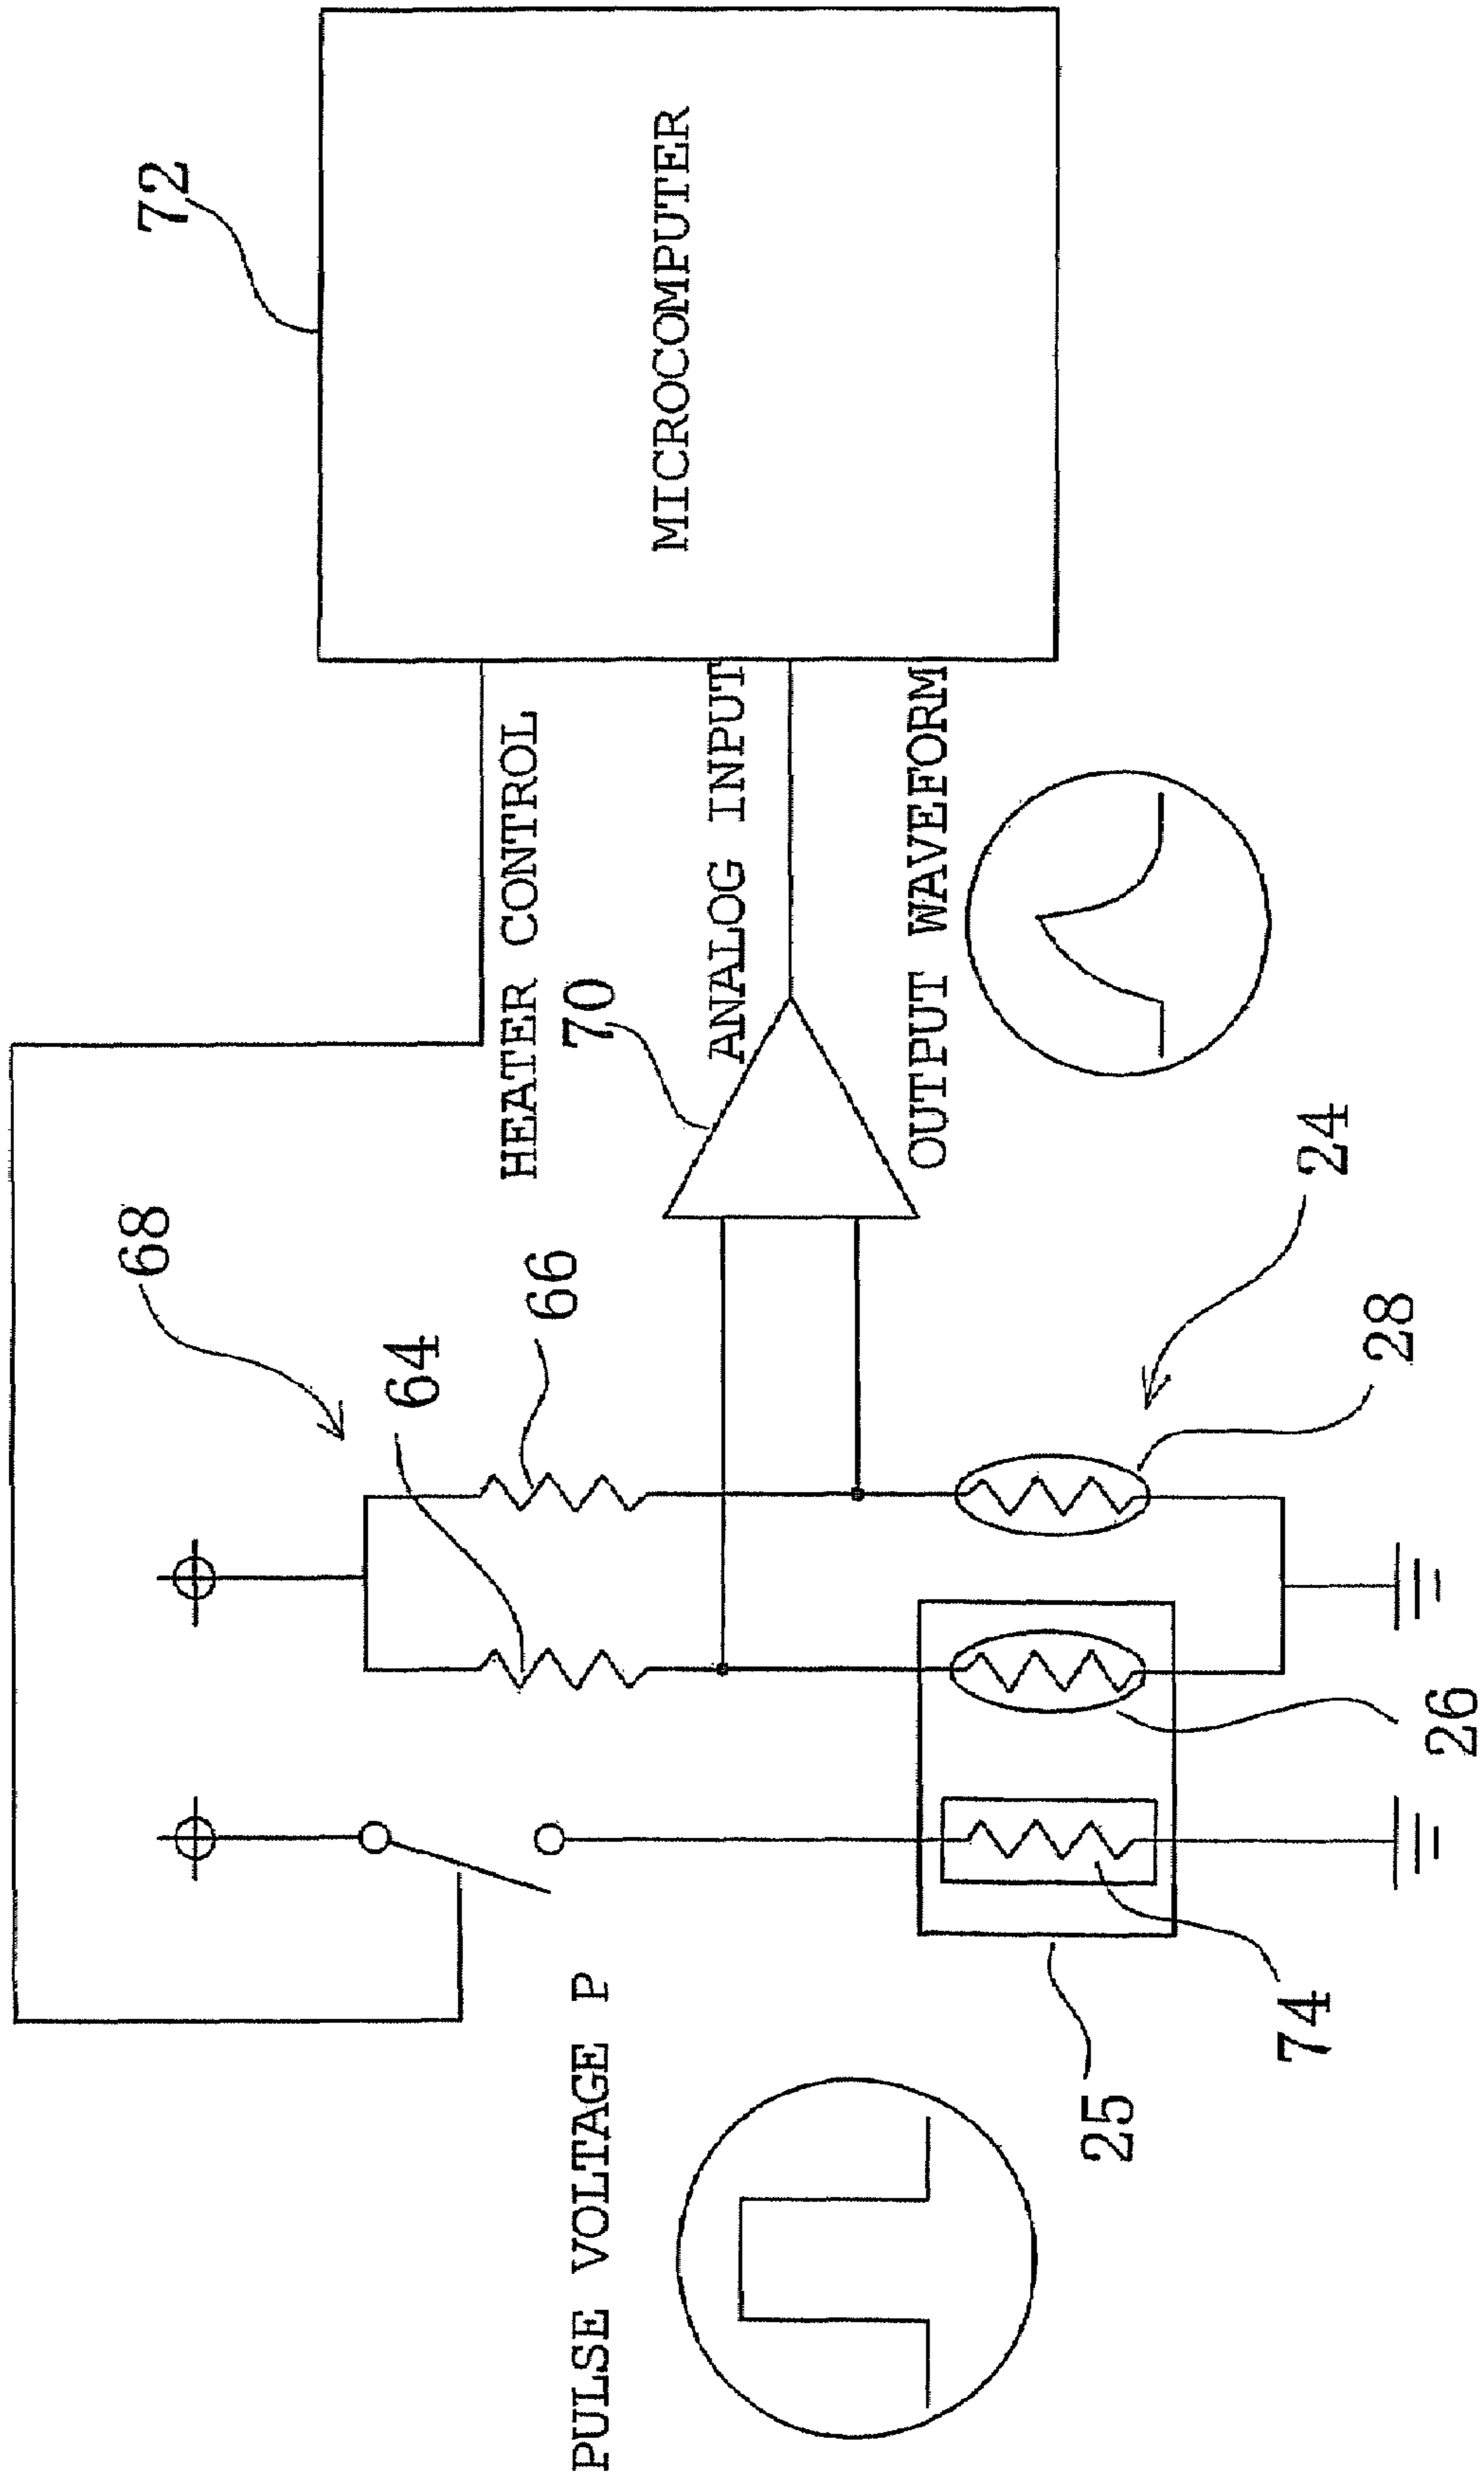 72
MICROCOMPUTER
68
HEATER CONTROL
70
ANALOG INPUT
66
64
OUTPUT WAVEFORM
24
28
PULSE VOLTAGE P
26
25
74